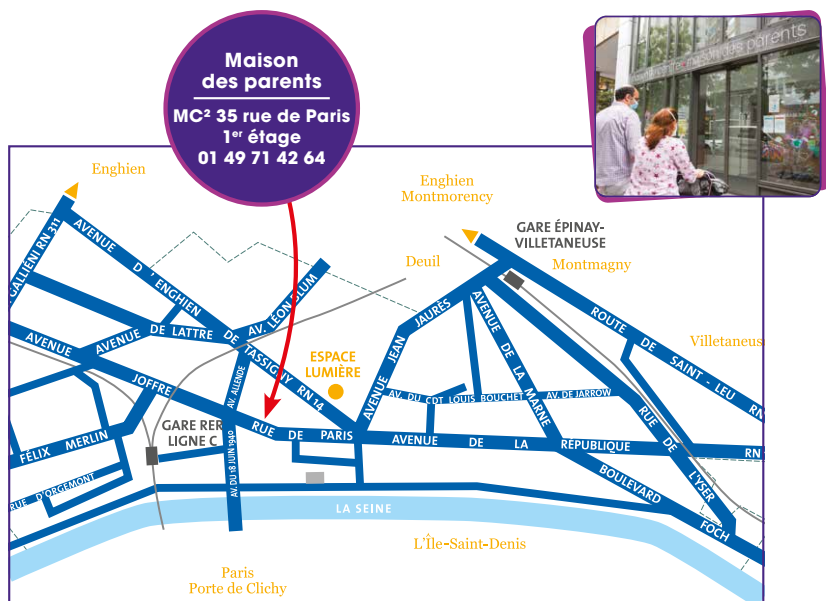 Maison
des parents
MC² 35 rue de Paris
1er étage
01 49 71 42 64
maison des parents
Enghien
Enghien
Montmorency
GARE ÉPINAY-
VILLETANEUSE
Deuil
Montmagny
Villetaneus
GALLIÉNI RN 311
AVENUE D'ENGHIEN
AVENUE DE LATTRE DE TASSIGNY RN 14
AV. LÉON BLUM
AVENUE JOFFRE
AV. ALLENDE
ESPACE
LUMIÈRE
AVENUE JEAN JAURÈS
AVENUE DE LA MARNE
ROUTE DE SAINT-LEU RN
AV. DU CDT LOUIS BOUCHET
AV. DE JARROW
RUE DE L'YSER
GARE RER
LIGNE C
FÉLIX MERLIN
RUE DE PARIS
AVENUE DE LA RÉPUBLIQUE
RN
RUE D'ORGEMONT
AV. DU 18 JUIN 1940
BOULEVARD FOCH
LA SEINE
L'Île-Saint-Denis
Paris
Porte de Clichy